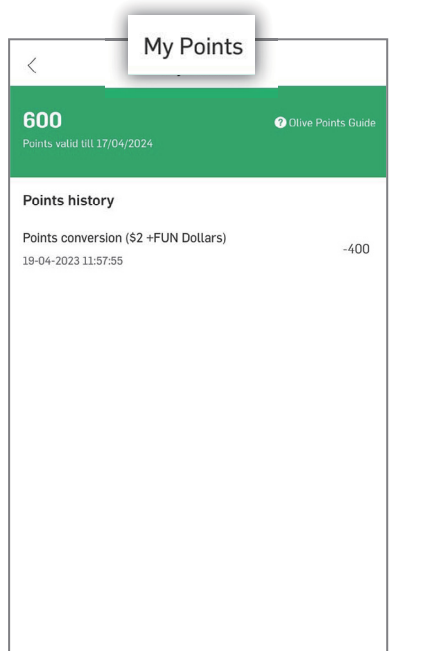 My Points
600
Olive Points Guide
Points valid till 17/04/2024
Points history
Points conversion ($2 +FUN Dollars)
-400
19-04-2023 11:57:55